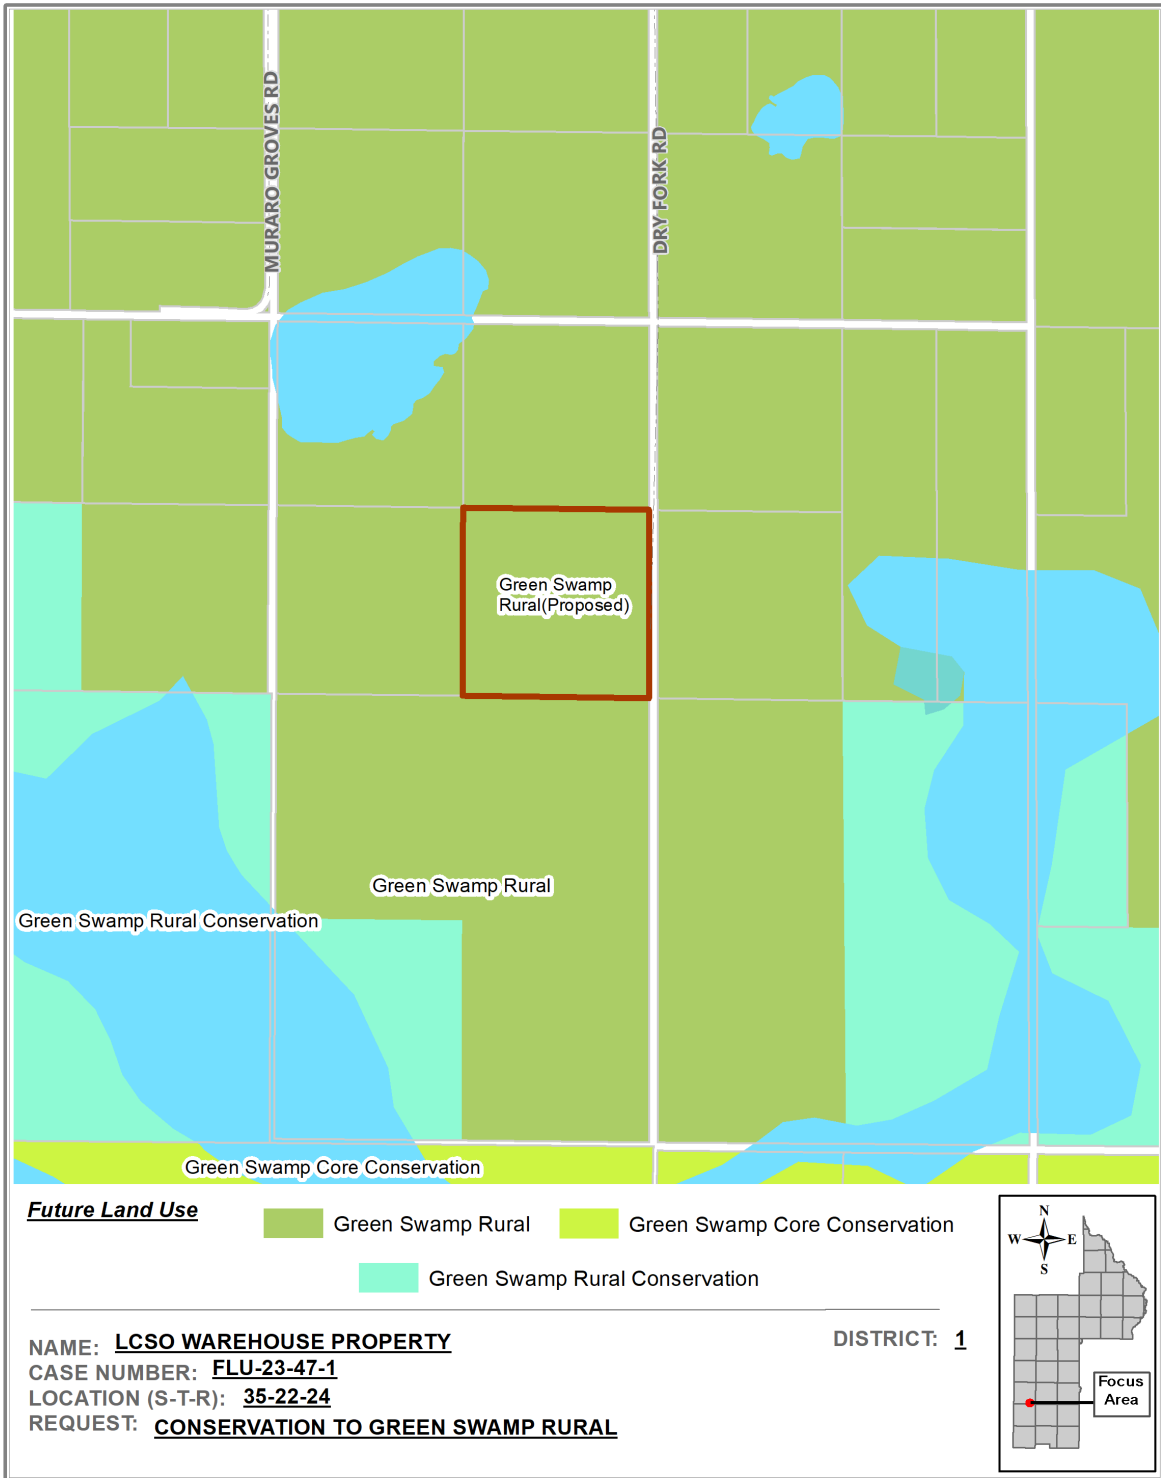 MURARO GROVES RD
DRY FORK RD
Green Swamp
Rural(Proposed)
Green Swamp Rural
Green Swamp Rural Conservation
Green Swamp Core Conservation
Future Land Use
Green Swamp Rural
Green Swamp Core Conservation
Green Swamp Rural Conservation
NAME: LCSO WAREHOUSE PROPERTY
DISTRICT: 1
CASE NUMBER: FLU-23-47-1
LOCATION (S-T-R): 35-22-24
REQUEST: CONSERVATION TO GREEN SWAMP RURAL
N
W E
S
Focus
Area